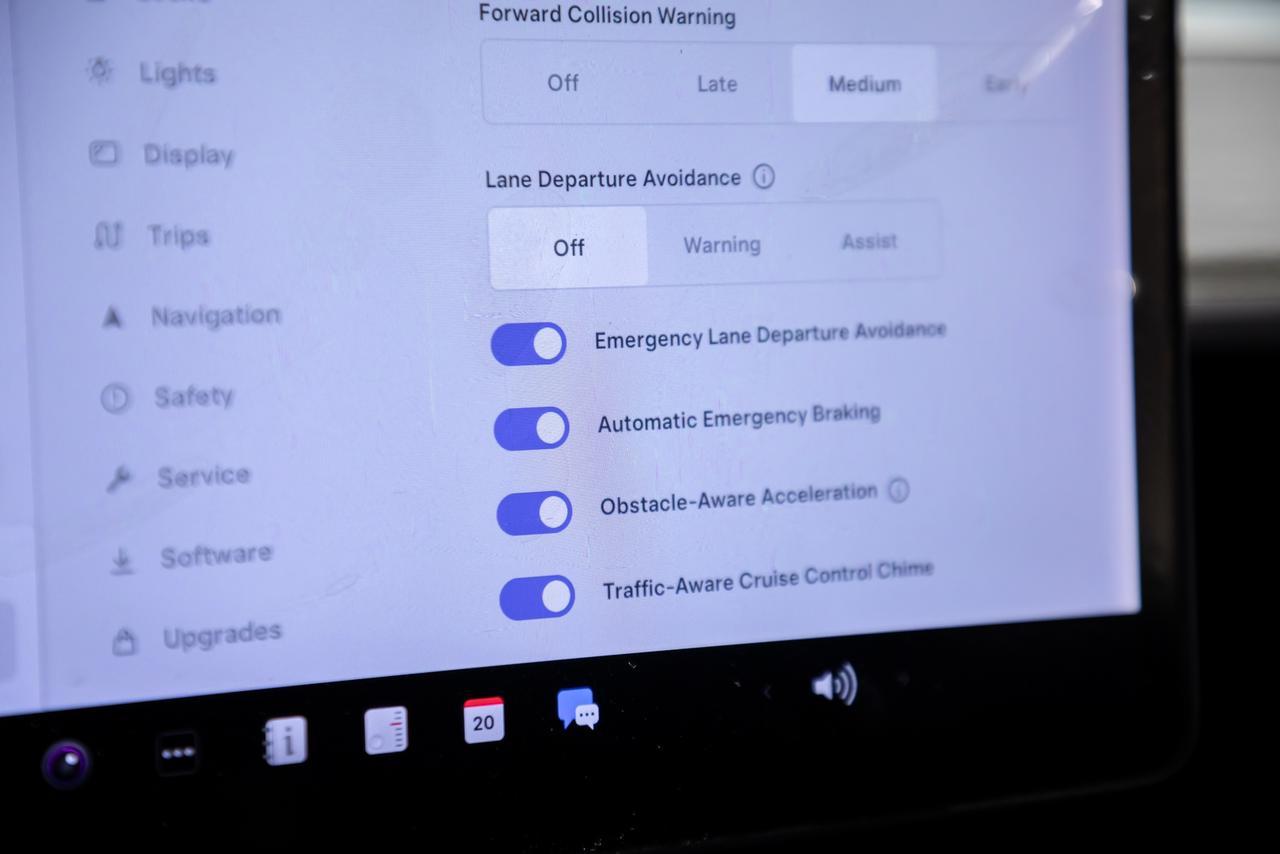 Forward Collision Warning
Off Late Medium Early
Lane Departure Avoidance
Off Warning Assist
Emergency Lane Departure Avoidance
Automatic Emergency Braking
Obstacle-Aware Acceleration
Traffic-Aware Cruise Control Chime
Lights
Display
Trips
Navigation
Safety
Service
Software
Upgrades
20